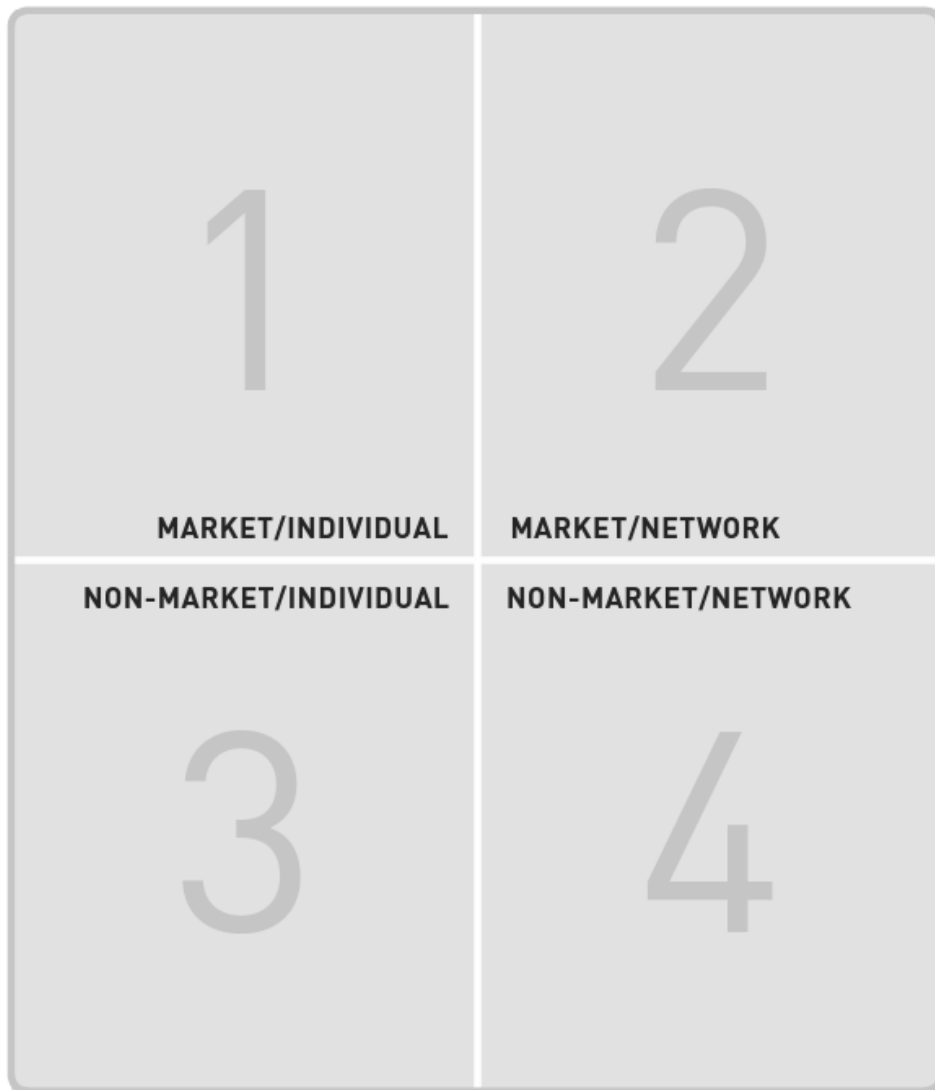 1
2
MARKET/INDIVIDUAL
MARKET/NETWORK
NON-MARKET/INDIVIDUAL
NON-MARKET/NETWORK
3
4